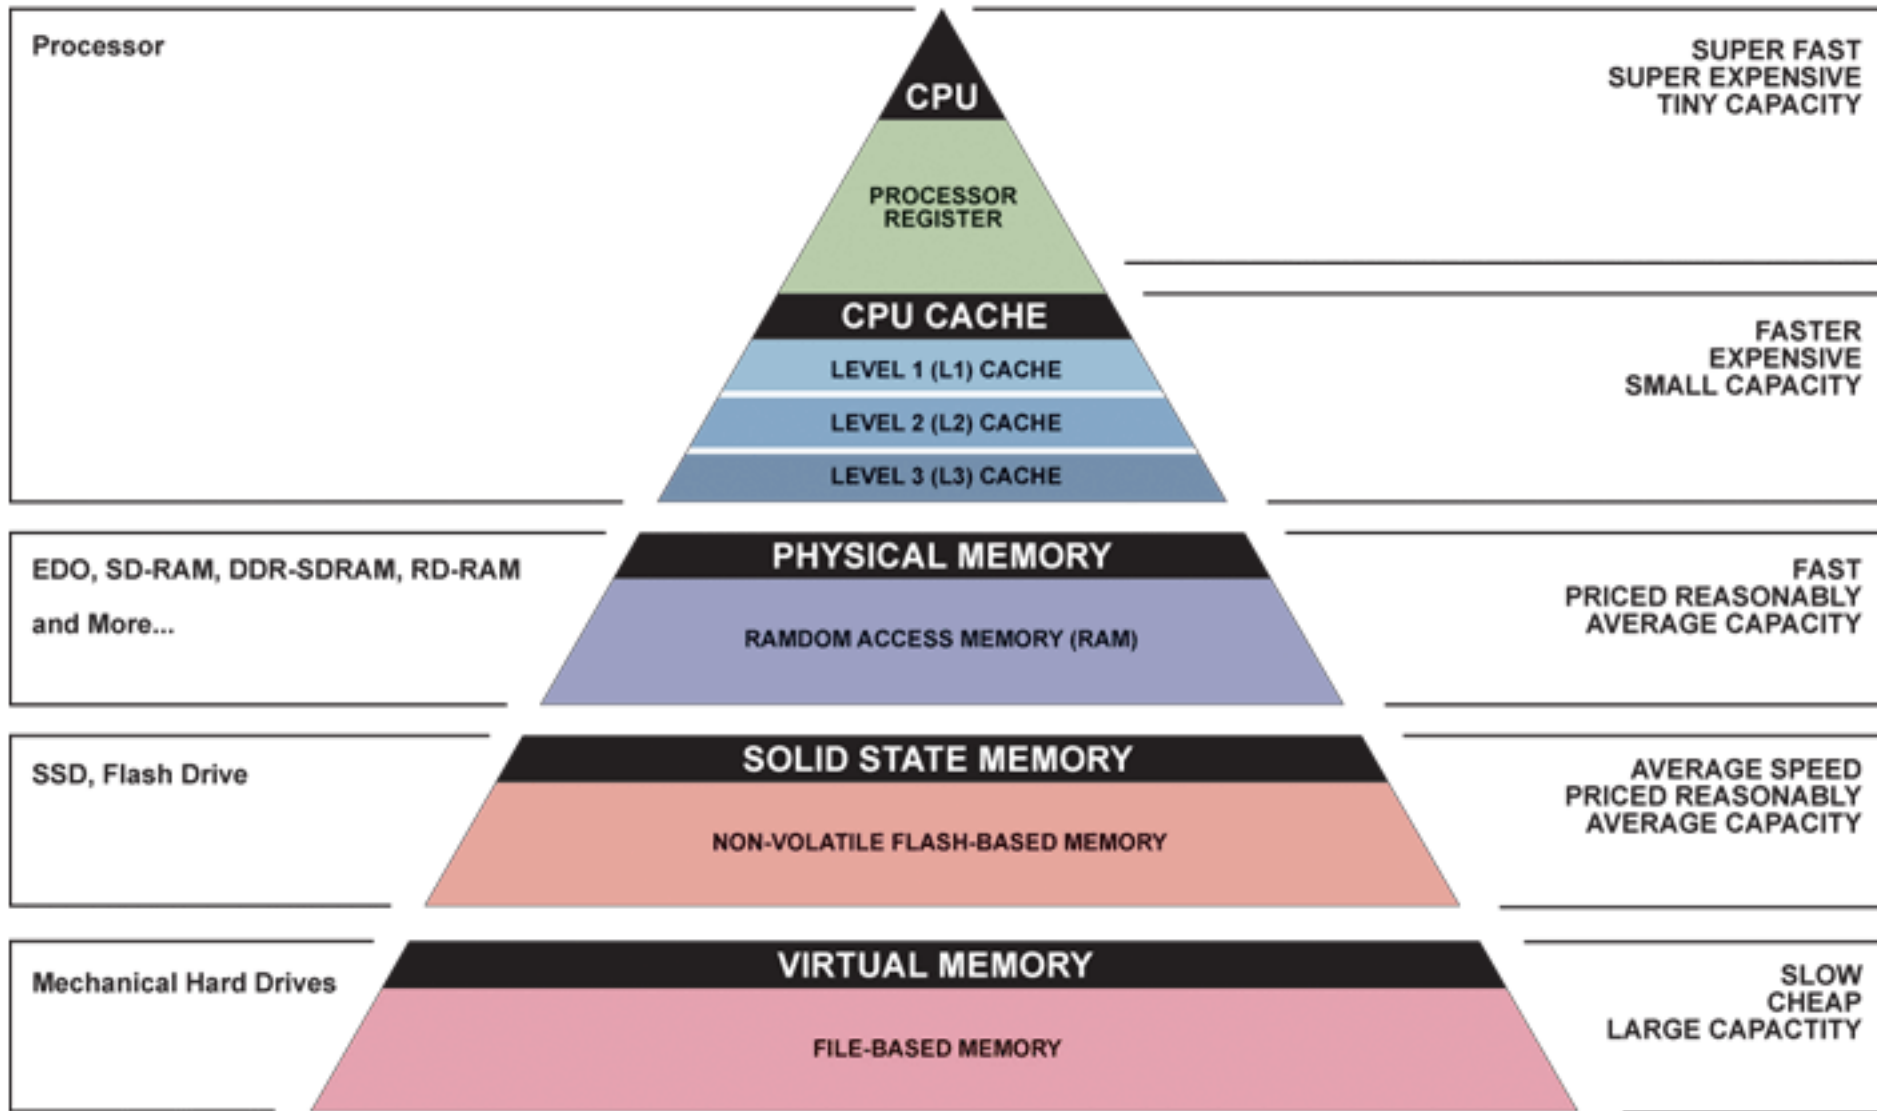 Processor
CPU
SUPER FAST
SUPER EXPENSIVE
TINY CAPACITY
PROCESSOR
REGISTER
CPU CACHE
LEVEL 1 (L1) CACHE
LEVEL 2 (L2) CACHE
LEVEL 3 (L3) CACHE
FASTER
EXPENSIVE
SMALL CAPACITY
EDO, SD-RAM, DDR-SDRAM, RD-RAM
and More...
PHYSICAL MEMORY
RAMDOM ACCESS MEMORY (RAM)
FAST
PRICED REASONABLY
AVERAGE CAPACITY
SSD, Flash Drive
SOLID STATE MEMORY
NON-VOLATILE FLASH-BASED MEMORY
AVERAGE SPEED
PRICED REASONABLY
AVERAGE CAPACITY
Mechanical Hard Drives
VIRTUAL MEMORY
FILE-BASED MEMORY
SLOW
CHEAP
LARGE CAPACTITY